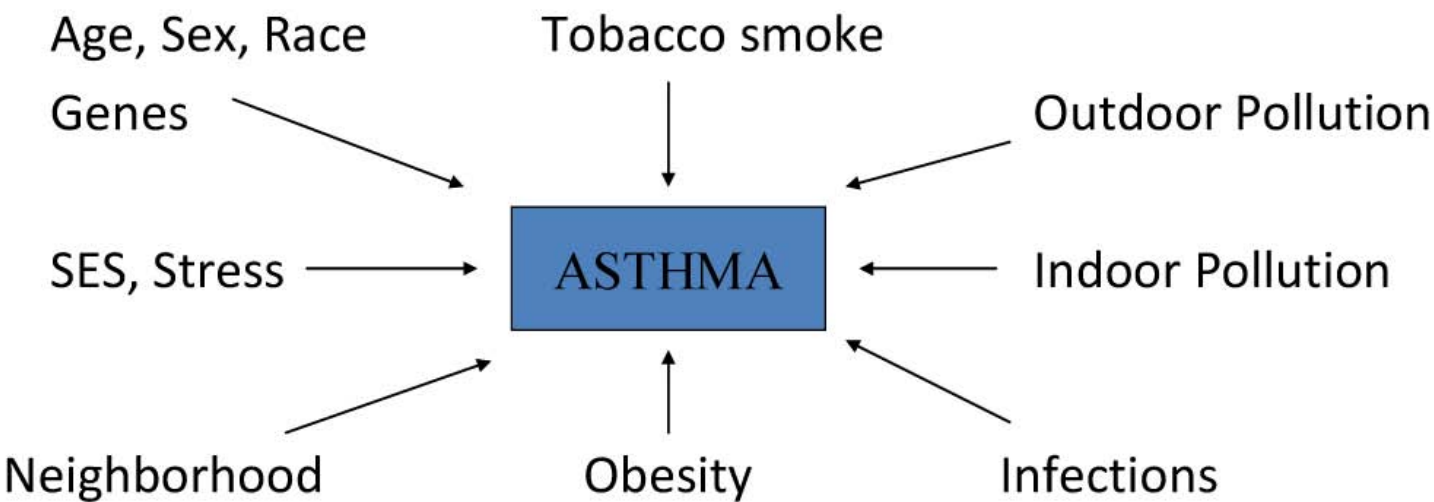 Age, Sex, Race
Genes
Tobacco smoke
Outdoor Pollution
SES, Stress
ASTHMA
Indoor Pollution
Neighborhood
Obesity
Infections